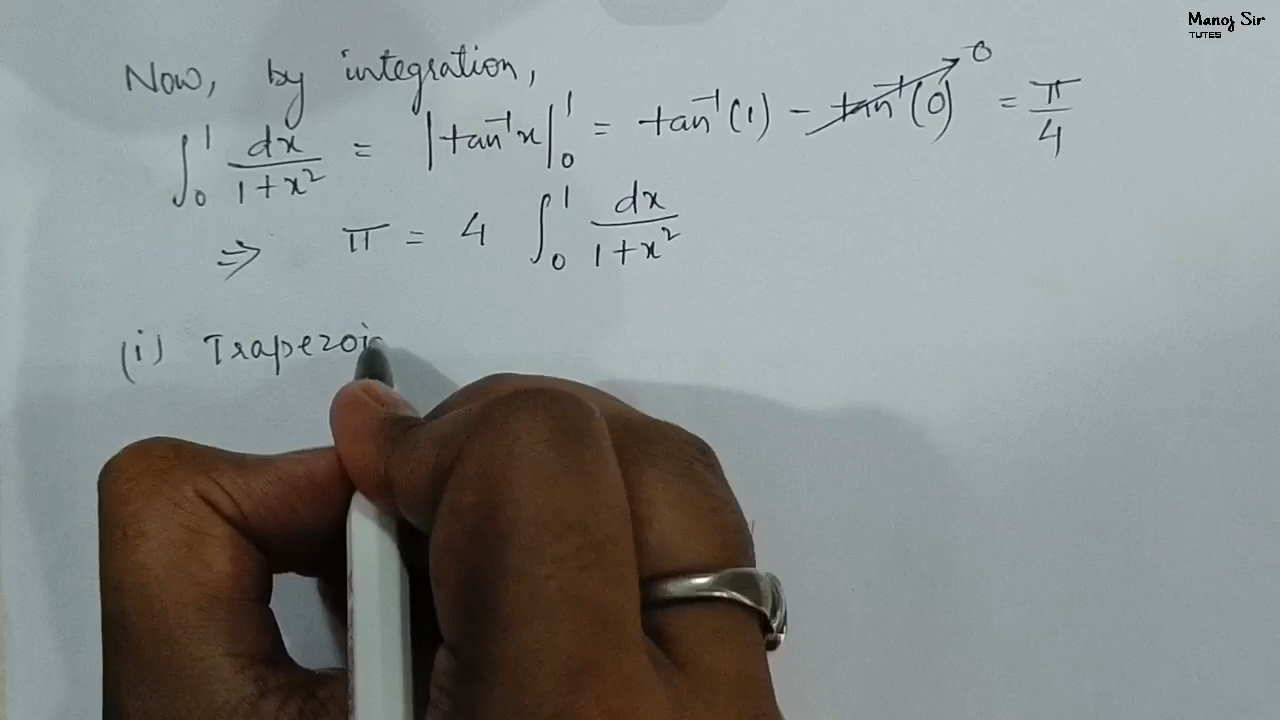 Manoj Sir
TUTES
Now, by integration,
∫₀¹ dx/(1+x²) = |tan⁻¹x|₀¹ = tan⁻¹(1) − tan⁻¹(0) → 0 = π/4
⇒ π = 4 ∫₀¹ dx/(1+x²)
(i) Trapezoi